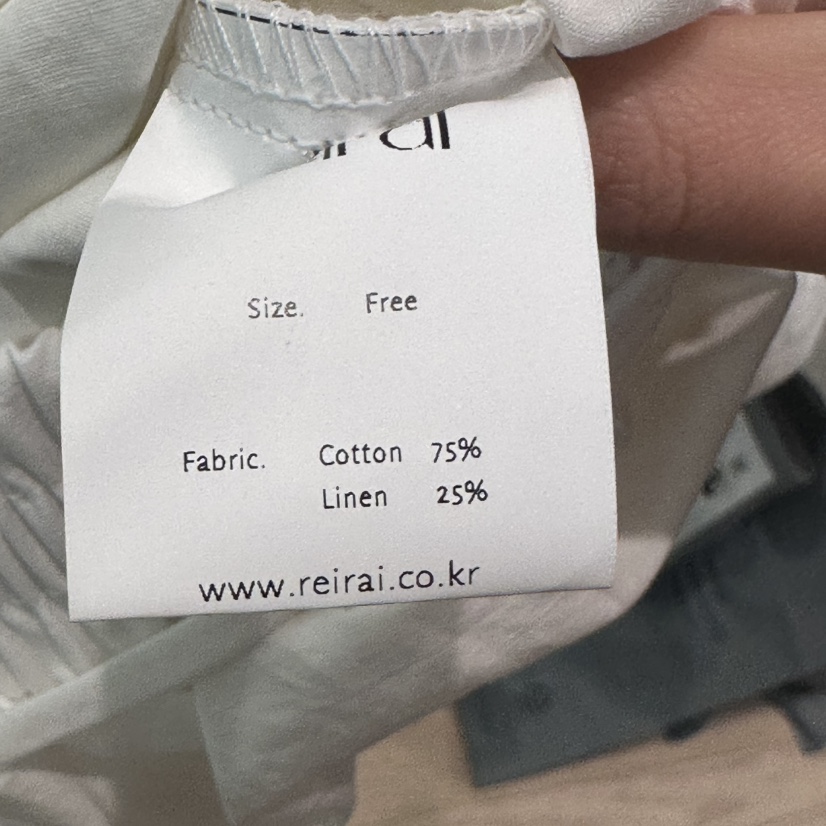 Size. Free
Fabric. Cotton 75%
Linen 25%
www.reirai.co.kr